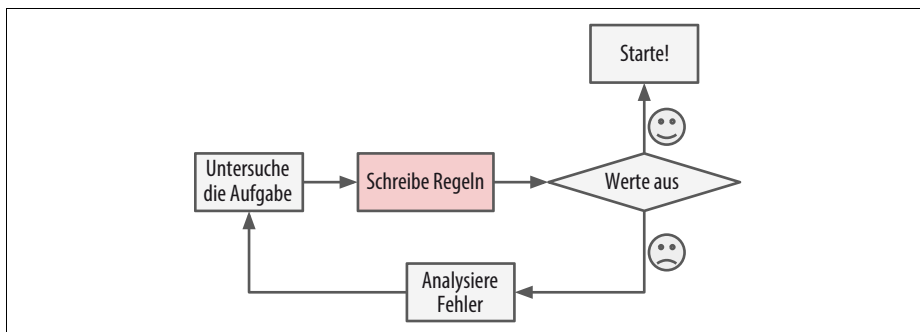 Starte!
Untersuche
die Aufgabe
Schreibe Regeln
Werte aus
Analysiere
Fehler